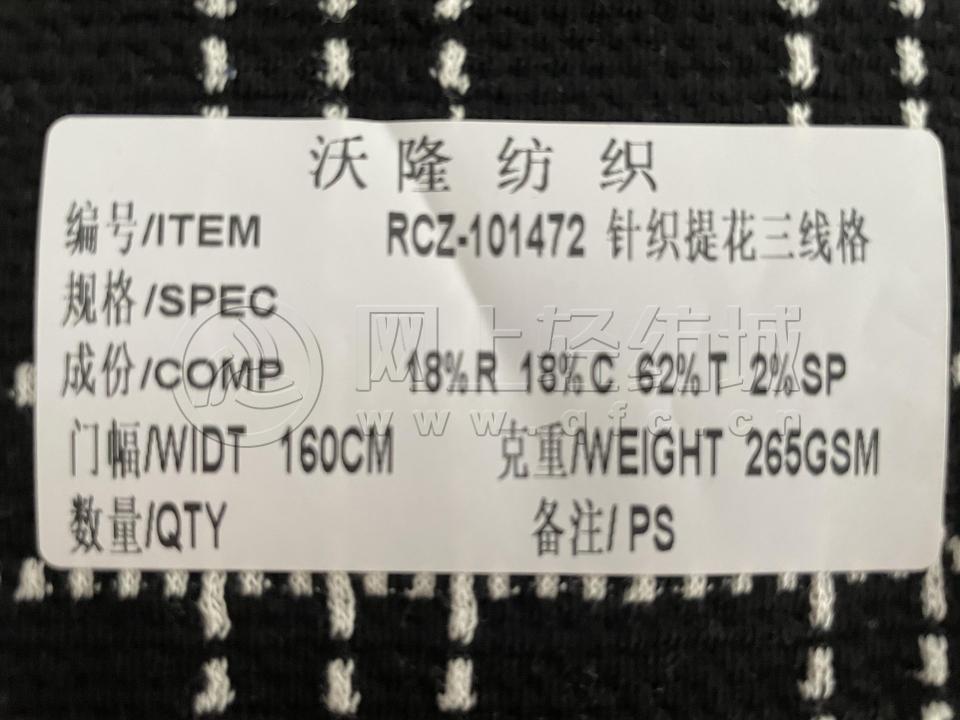 沃隆纺织
编号/ITEM RCZ-101472 针织提花三线格
规格/SPEC
成份/COMP 18%R 18%C 62%T 2%SP
门幅/WIDT 160CM 克重/WEIGHT 265GSM
数量/QTY 备注/PS
网上轻纺城
www.qfc.cn